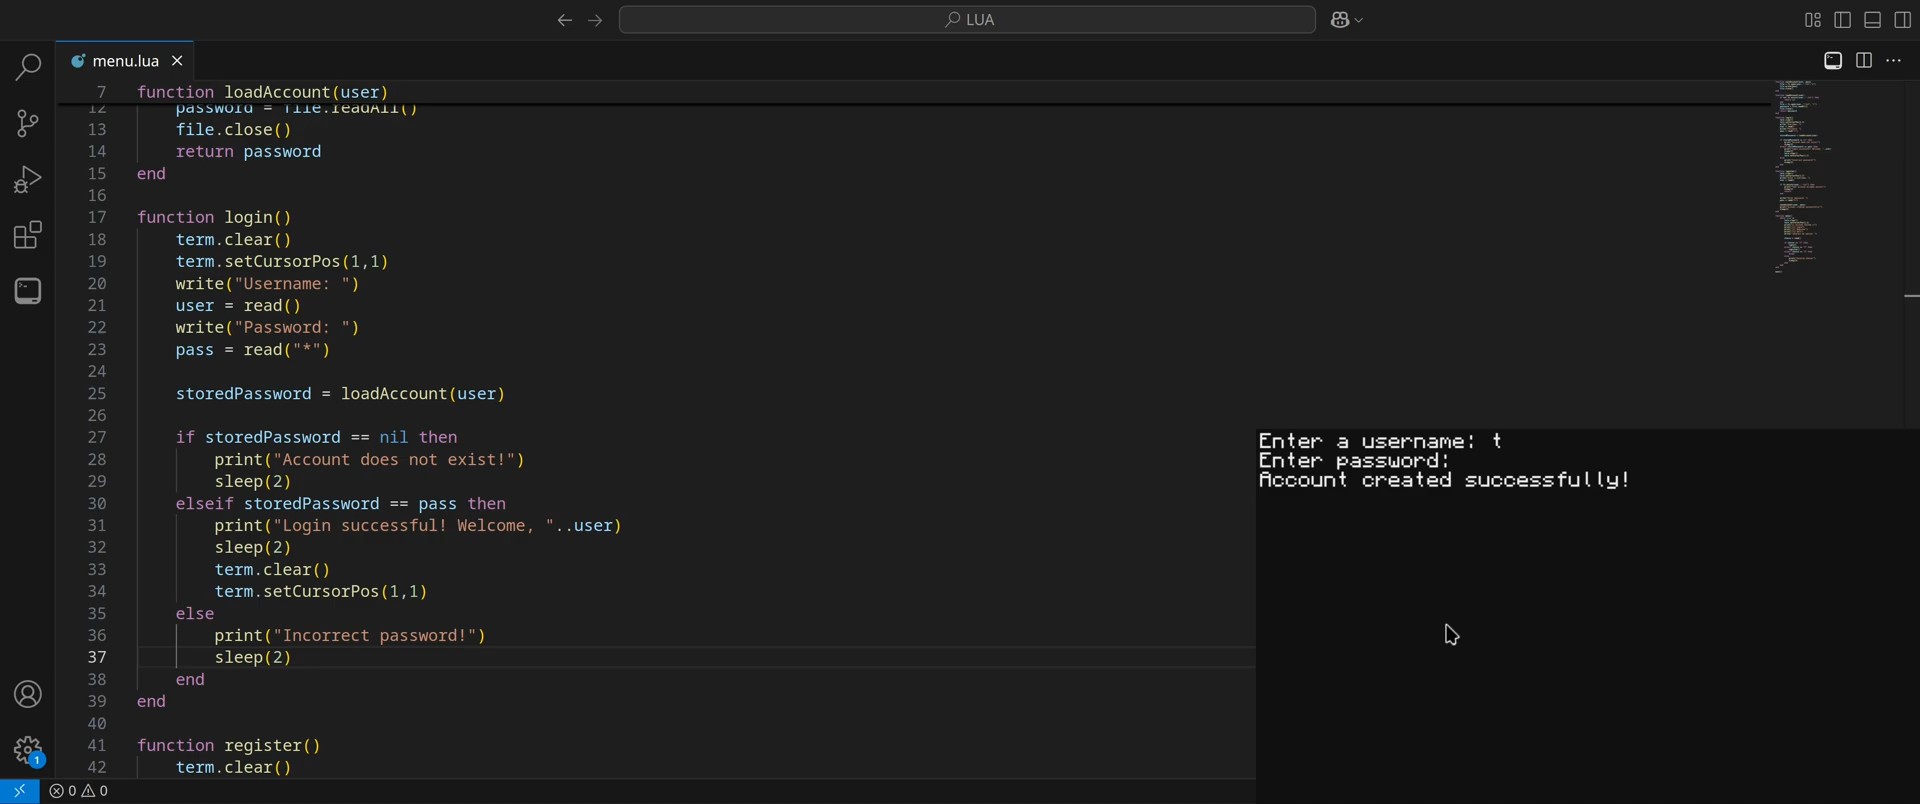 LUA
menu.lua
7 function loadAccount(user)
12 password = file.readAll()
13 file.close()
14 return password
15 end
16
17 function login()
18 term.clear()
19 term.setCursorPos(1,1)
20 write("Username: ")
21 user = read()
22 write("Password: ")
23 pass = read("*")
24
25 storedPassword = loadAccount(user)
26
27 if storedPassword == nil then
28 print("Account does not exist!")
29 sleep(2)
30 elseif storedPassword == pass then
31 print("Login successful! Welcome, "..user)
32 sleep(2)
33 term.clear()
34 term.setCursorPos(1,1)
35 else
36 print("Incorrect password!")
37 sleep(2)
38 end
39 end
40
41 function register()
42 term.clear()
Enter a username: t
Enter password:
Account created successfully!
1
0 0